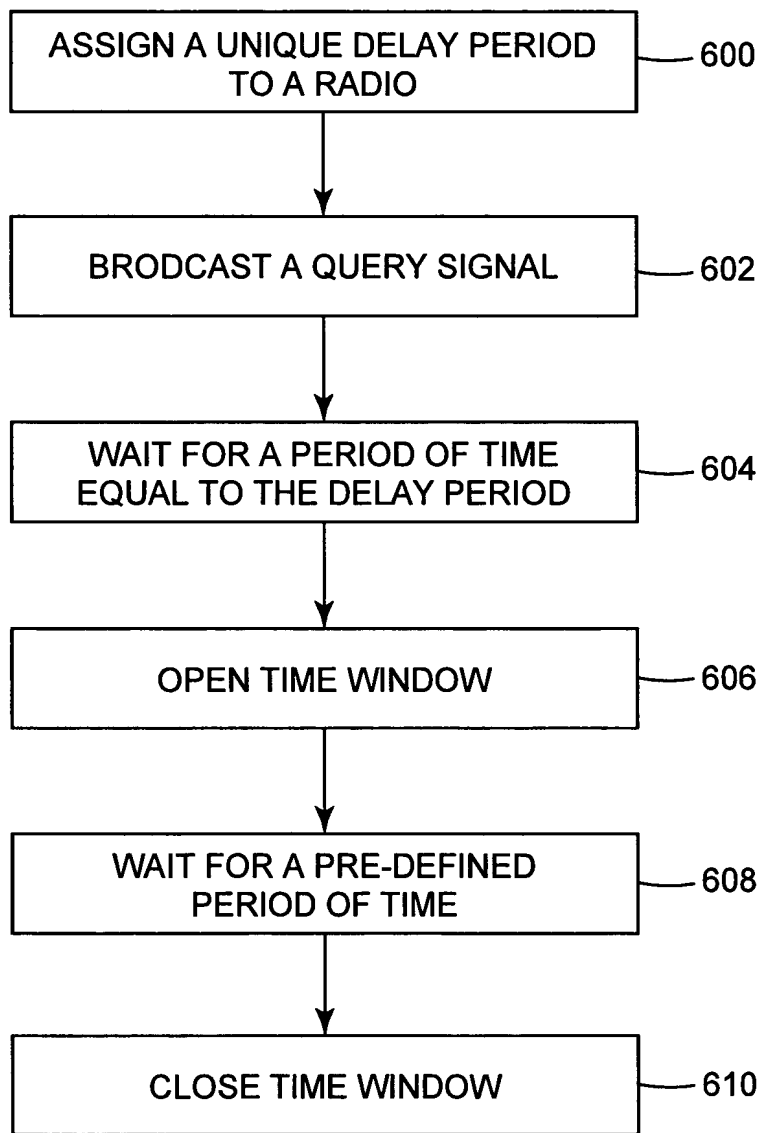 ASSIGN A UNIQUE DELAY PERIOD
TO A RADIO
600
BRODCAST A QUERY SIGNAL
602
WAIT FOR A PERIOD OF TIME
EQUAL TO THE DELAY PERIOD
604
OPEN TIME WINDOW
606
WAIT FOR A PRE-DEFINED
PERIOD OF TIME
608
CLOSE TIME WINDOW
610